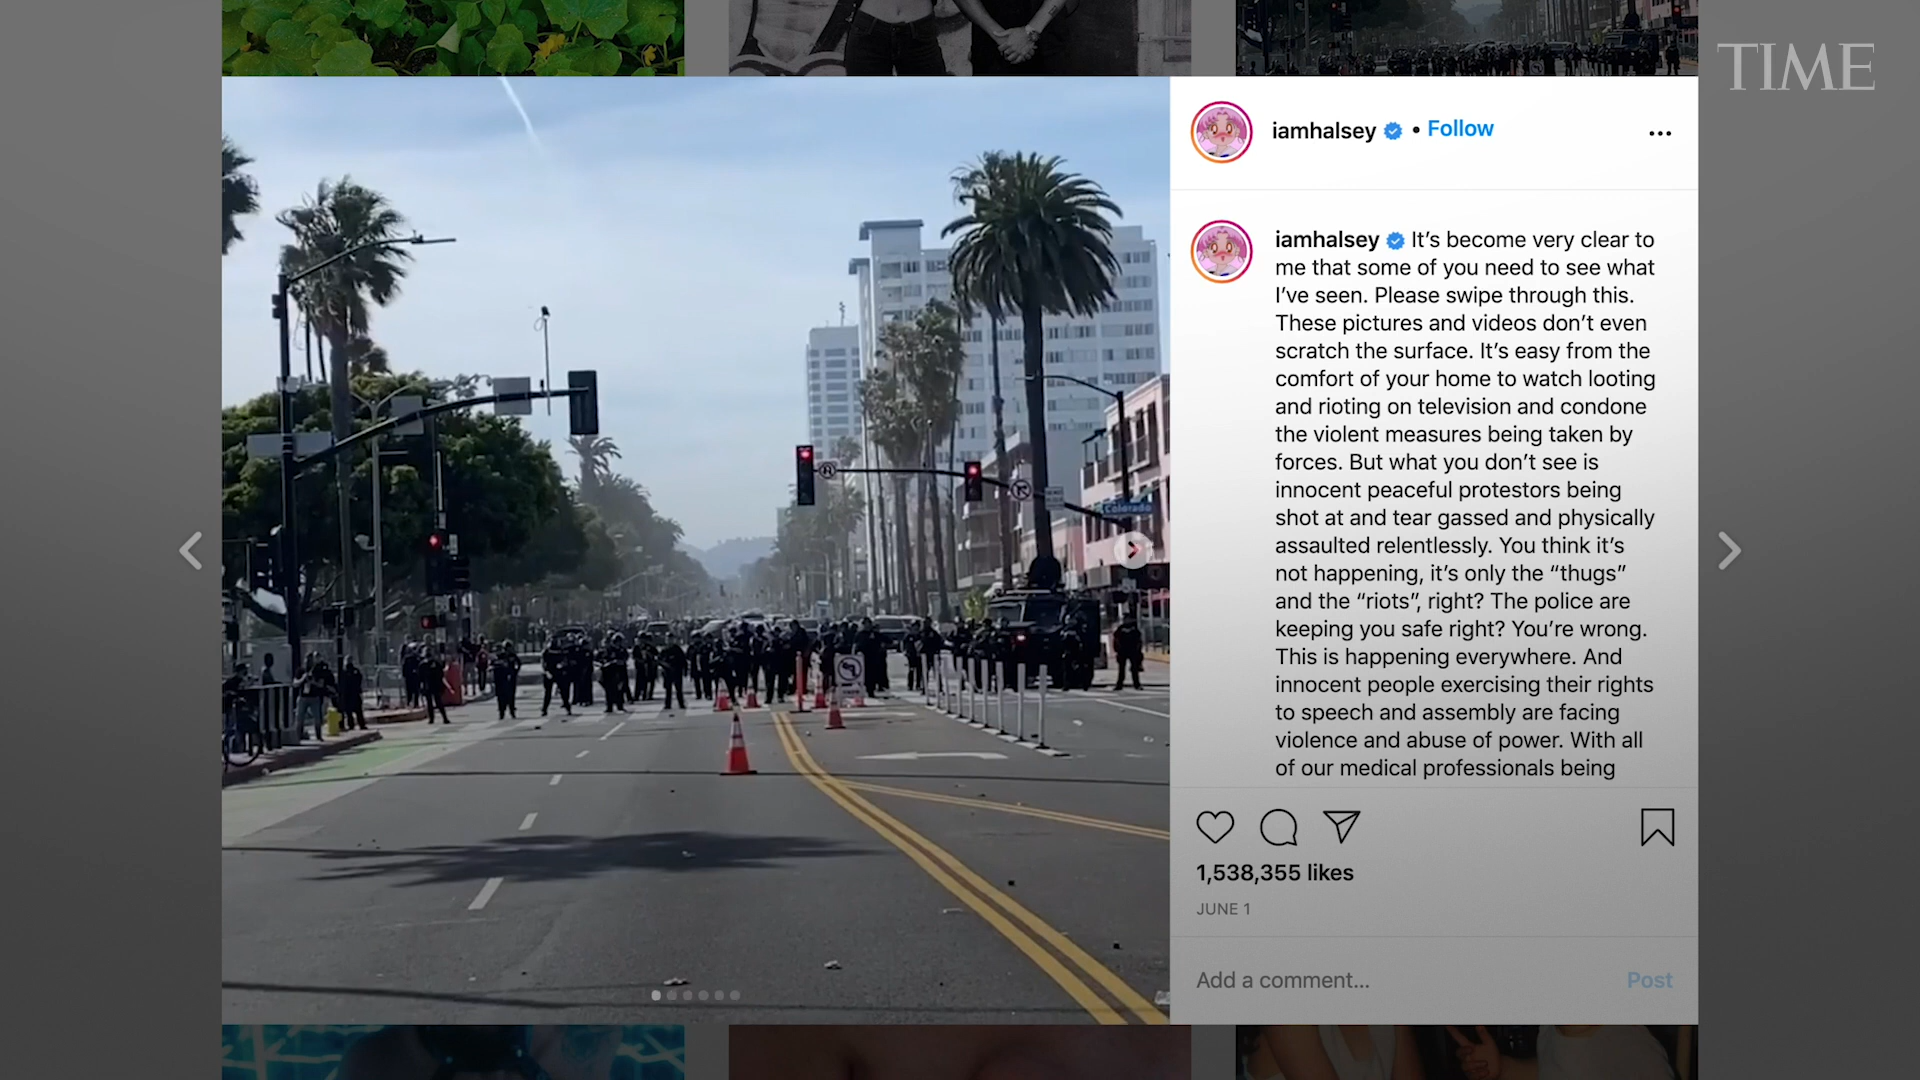 TIME
iamhalsey • Follow
iamhalsey It’s become very clear to
me that some of you need to see what
I’ve seen. Please swipe through this.
These pictures and videos don’t even
scratch the surface. It’s easy from the
comfort of your home to watch looting
and rioting on television and condone
the violent measures being taken by
forces. But what you don’t see is
innocent peaceful protestors being
shot at and tear gassed and physically
assaulted relentlessly. You think it’s
not happening, it’s only the “thugs”
and the “riots”, right? The police are
keeping you safe right? You’re wrong.
This is happening everywhere. And
innocent people exercising their rights
to speech and assembly are facing
violence and abuse of power. With all
of our medical professionals being
1,538,355 likes
JUNE 1
Add a comment... Post
Colorado